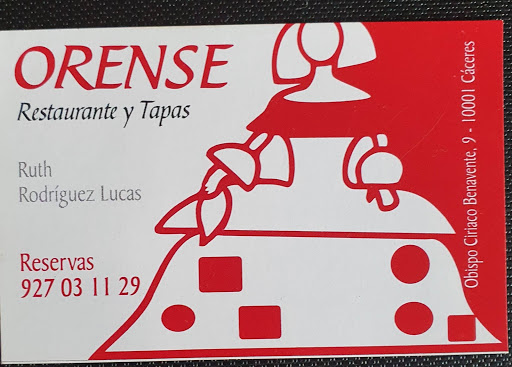 ORENSE
Restaurante y Tapas
Ruth
Rodríguez Lucas
Reservas
927 03 11 29
Obispo Ciriaco Benavente, 9 - 10001 Cáceres